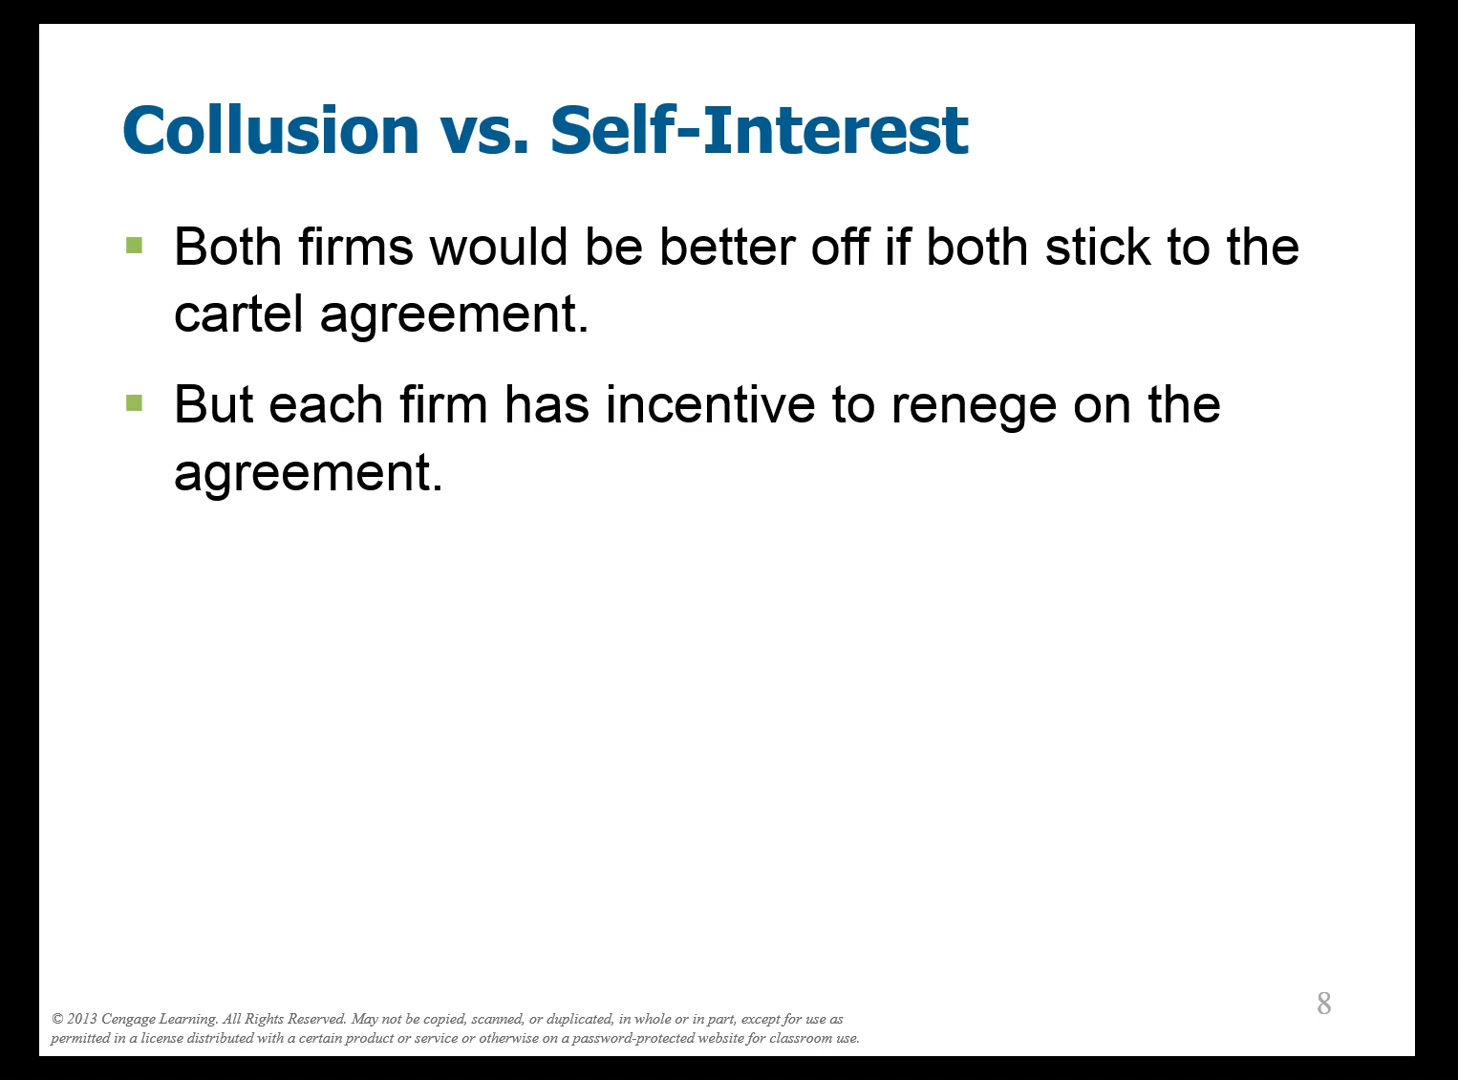 Collusion vs. Self-Interest
Both firms would be better off if both stick to the
cartel agreement.
But each firm has incentive to renege on the
agreement.
8
© 2013 Cengage Learning. All Rights Reserved. May not be copied, scanned, or duplicated, in whole or in part, except for use as
permitted in a license distributed with a certain product or service or otherwise on a password-protected website for classroom use.